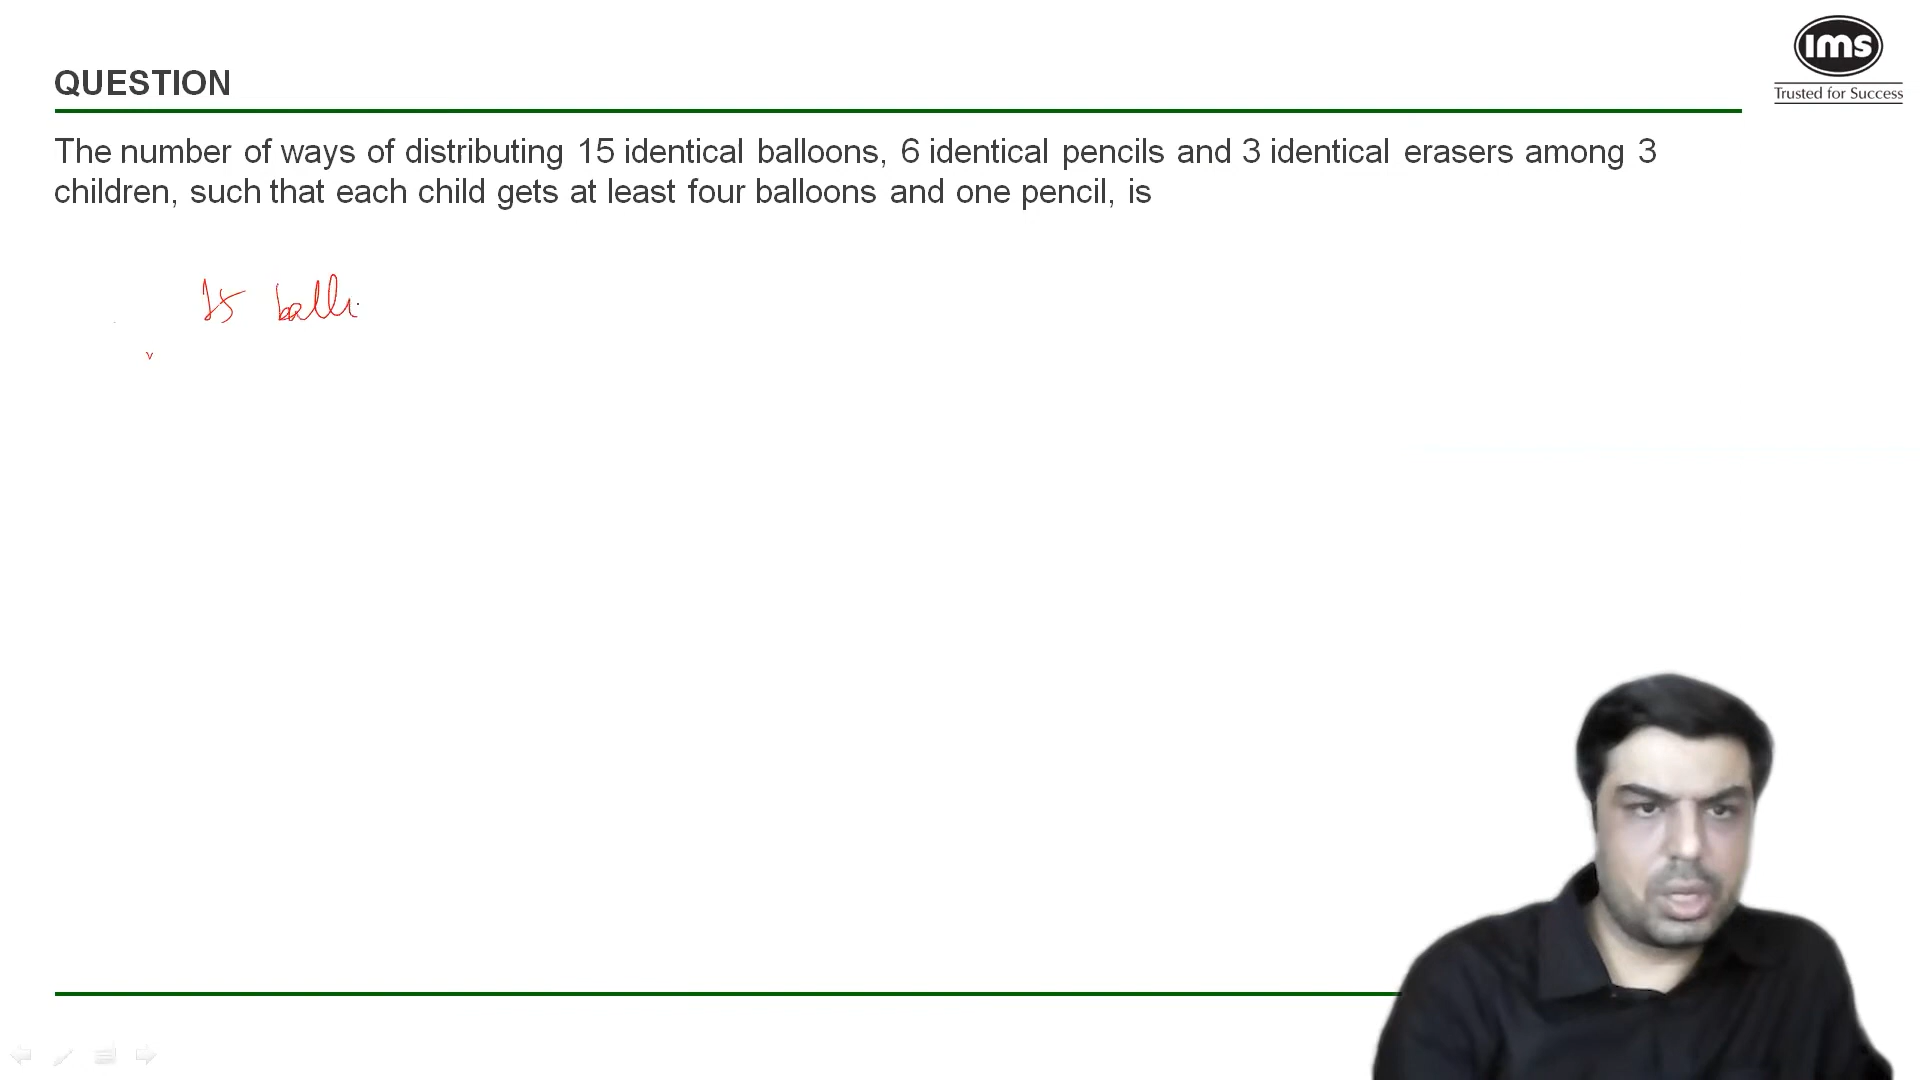 ims
Trusted for Success
QUESTION
The number of ways of distributing 15 identical balloons, 6 identical pencils and 3 identical erasers among 3
children, such that each child gets at least four balloons and one pencil, is
15